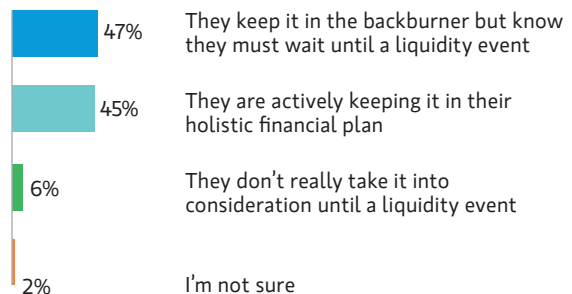 47%
They keep it in the backburner but know
they must wait until a liquidity event
45%
They are actively keeping it in their
holistic financial plan
6%
They don't really take it into
consideration until a liquidity event
2%
I'm not sure